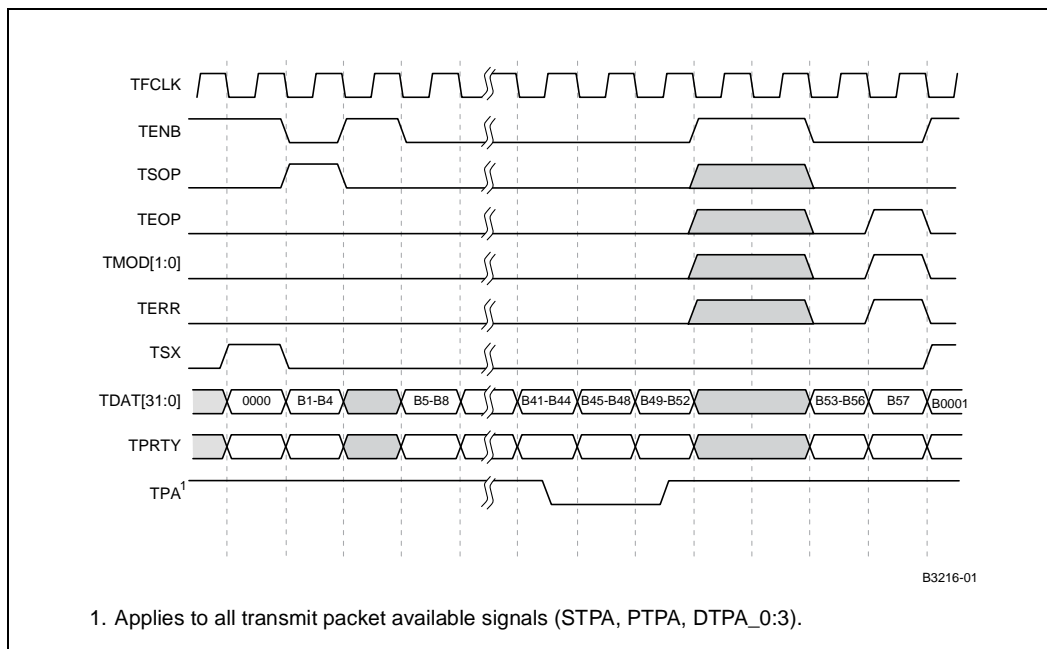 TFCLK
TENB
TSOP
TEOP
TMOD[1:0]
TERR
TSX
TDAT[31:0] 0000 B1-B4 B5-B8 B41-B44 B45-B48 B49-B52 B53-B56 B57 B0001
TPRTY
TPA1
B3216-01
1. Applies to all transmit packet available signals (STPA, PTPA, DTPA_0:3).